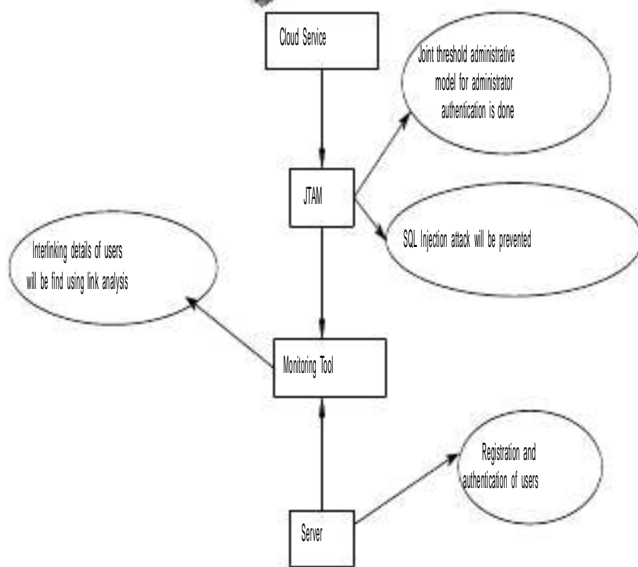 Cloud Service
Joint threshold administrative
model for administrator
authentication is done
JTAM
SQL Injection attack will be prevented
Interlinking details of users
will be find using link analysis
Monitoring Tool
Registration and
authentication of users
Server